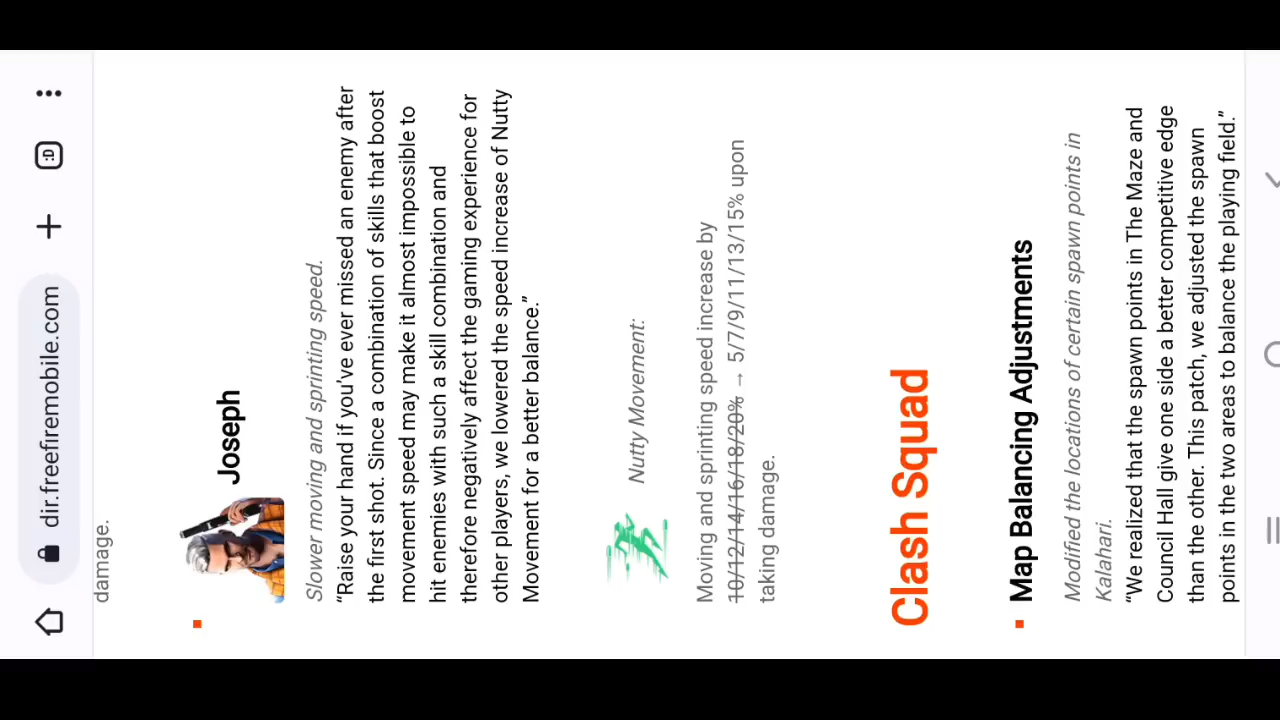 dir.freefiremobile.com
:D
damage.
Joseph
Slower moving and sprinting speed.
“Raise your hand if you've ever missed an enemy after
the first shot. Since a combination of skills that boost
movement speed may make it almost impossible to
hit enemies with such a skill combination and
therefore negatively affect the gaming experience for
other players, we lowered the speed increase of Nutty
Movement for a better balance.”
Nutty Movement:
Moving and sprinting speed increase by
10/12/14/16/18/20% → 5/7/9/11/13/15% upon
taking damage.
Clash Squad
Map Balancing Adjustments
Modified the locations of certain spawn points in
Kalahari.
“We realized that the spawn points in The Maze and
Council Hall give one side a better competitive edge
than the other. This patch, we adjusted the spawn
points in the two areas to balance the playing field.”